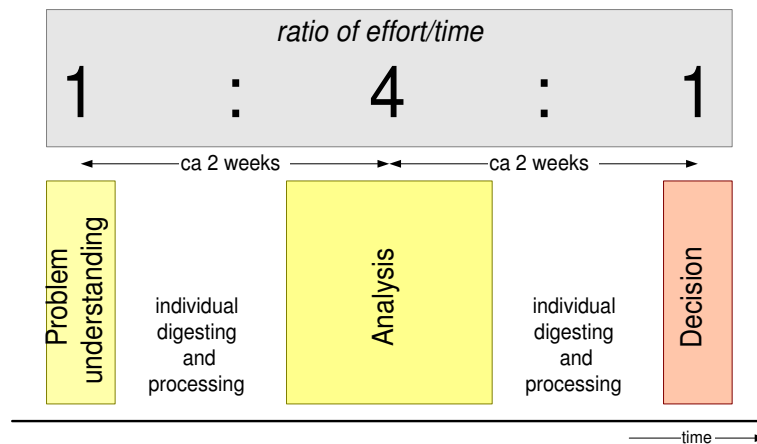 ratio of effort/time
1 : 4 : 1
ca 2 weeks ca 2 weeks
Problem
understanding
individual
digesting
and
processing
Analysis
individual
digesting
and
processing
Decision
time